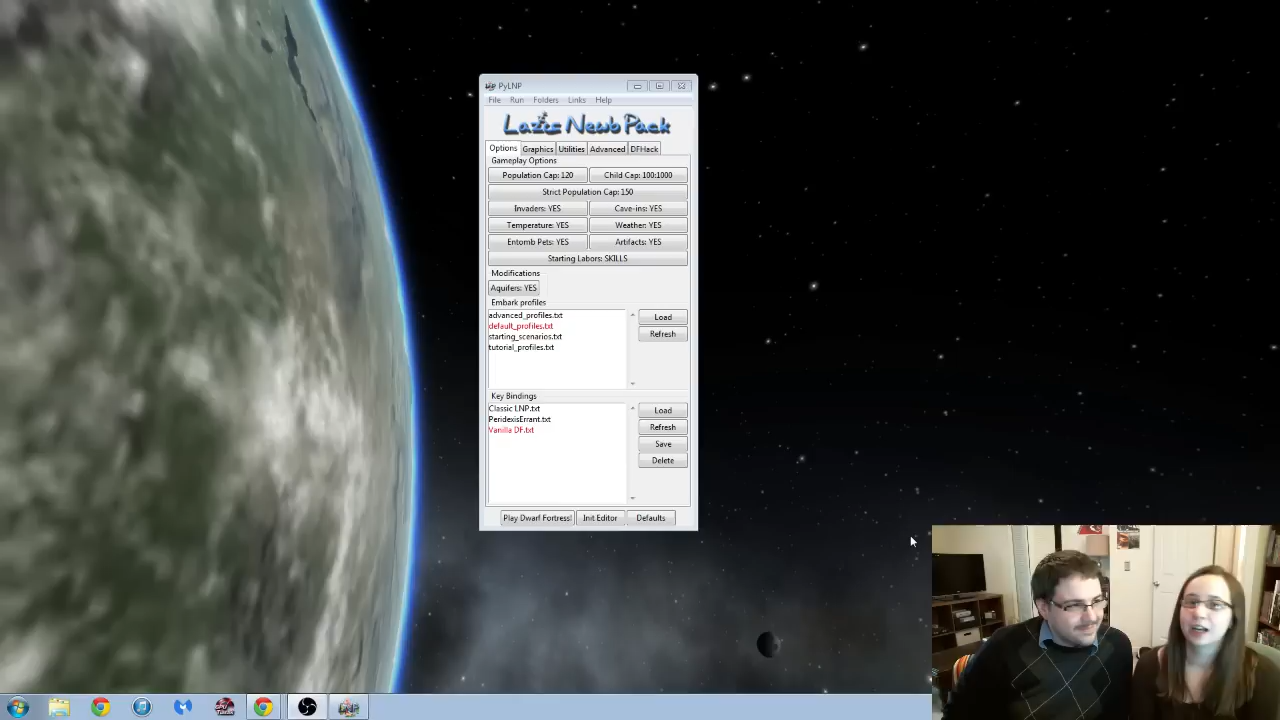 PyLNP
File Run Folders Links Help
Lazee Newb Pack
Options Graphics Utilities Advanced DFHack
Gameplay Options
Population Cap: 120 Child Cap: 100:1000
Strict Population Cap: 150
Invaders: YES Cave-ins: YES
Temperature: YES Weather: YES
Entomb Pets: YES Artifacts: YES
Starting Labors: SKILLS
Modifications
Aquifers: YES
Embark profiles
advanced_profiles.txt
default_profiles.txt
starting_scenarios.txt
tutorial_profiles.txt
Load
Refresh
Key Bindings
Classic LNP.txt
PeridexisErrant.txt
Vanilla DF.txt
Load
Refresh
Save
Delete
Play Dwarf Fortress! Init Editor Defaults